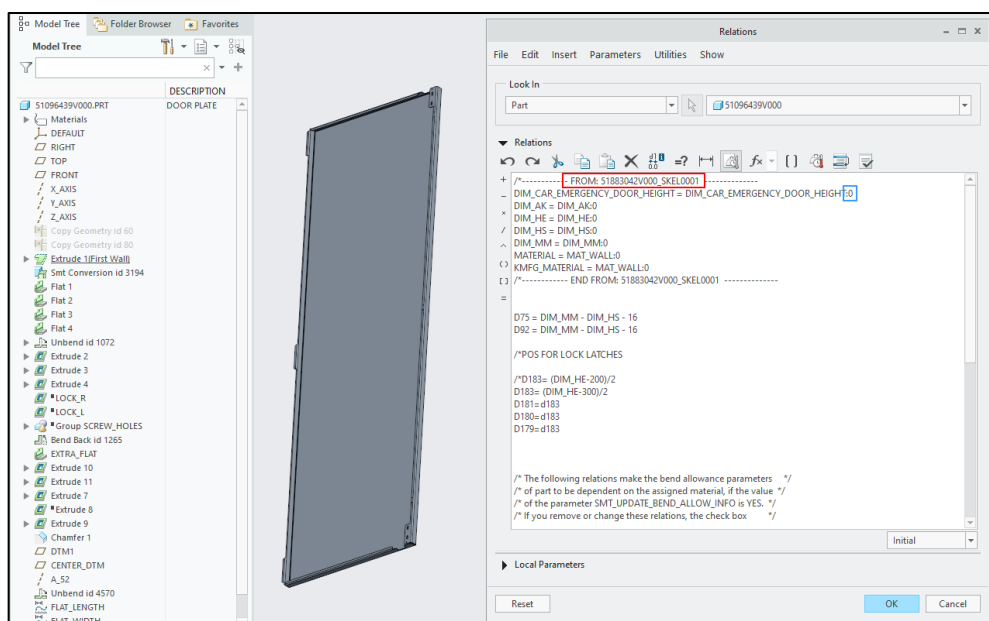 Model Tree
Folder Browser
Favorites
Model Tree
DESCRIPTION
51096439V000.PRT DOOR PLATE
Materials
DEFAULT
RIGHT
TOP
FRONT
X_AXIS
Y_AXIS
Z_AXIS
Copy Geometry id 60
Copy Geometry id 80
Extrude 1(First Wall)
Smt Conversion id 3194
Flat 1
Flat 2
Flat 3
Flat 4
Unbend id 1072
Extrude 2
Extrude 3
Extrude 4
LOCK_R
LOCK_L
Group SCREW_HOLES
Bend Back id 1265
EXTRA_FLAT
Extrude 10
Extrude 11
Extrude 7
Extrude 8
Extrude 9
Chamfer 1
DTM1
CENTER_DTM
A_52
Unbend id 4570
FLAT_LENGTH
FLAT_WIDTH
Relations
File Edit Insert Parameters Utilities Show
Look In
Part
51096439V000
Relations
/*------------ FROM: 51883042V000_SKEL0001 --------------
DIM_CAR_EMERGENCY_DOOR_HEIGHT = DIM_CAR_EMERGENCY_DOOR_HEIGHT:0
DIM_AK = DIM_AK:0
DIM_HE = DIM_HE:0
DIM_HS = DIM_HS:0
DIM_MM = DIM_MM:0
MATERIAL = MAT_WALL:0
KMFG_MATERIAL = MAT_WALL:0
/*------------ END FROM: 51883042V000_SKEL0001 --------------
D75 = DIM_MM - DIM_HS - 16
D92 = DIM_MM - DIM_HS - 16
/*POS FOR LOCK LATCHES
/*D183= (DIM_HE-200)/2
D183= (DIM_HE-300)/2
D181=d183
D180=d183
D179=d183
/* The following relations make the bend allowance parameters */
/* of part to be dependent on the assigned material, if the value */
/* of the parameter SMT_UPDATE_BEND_ALLOW_INFO is YES. */
/* If you remove or change these relations, the check box */
Initial
Local Parameters
Reset
OK
Cancel